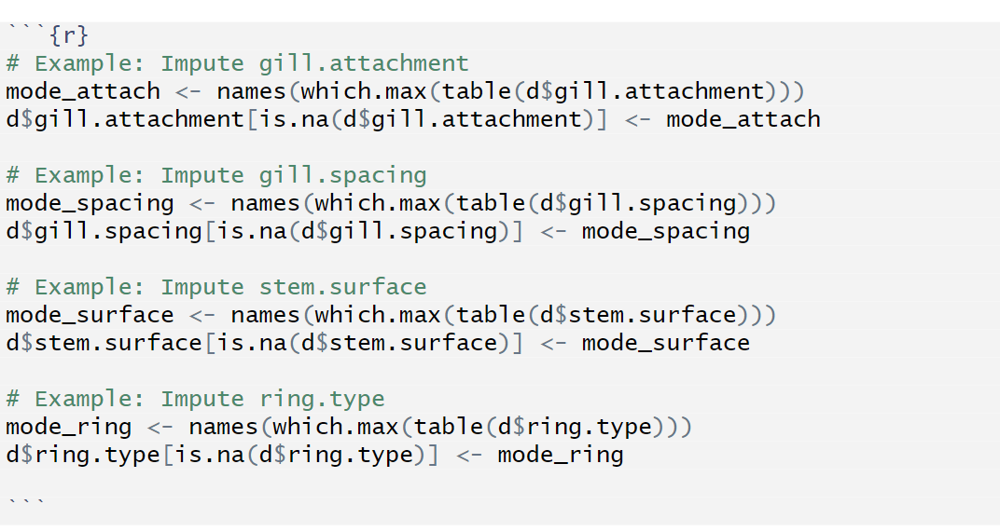 ```{r}
# Example: Impute gill.attachment
mode_attach <- names(which.max(table(d$gill.attachment)))
d$gill.attachment[is.na(d$gill.attachment)] <- mode_attach
# Example: Impute gill.spacing
mode_spacing <- names(which.max(table(d$gill.spacing)))
d$gill.spacing[is.na(d$gill.spacing)] <- mode_spacing
# Example: Impute stem.surface
mode_surface <- names(which.max(table(d$stem.surface)))
d$stem.surface[is.na(d$stem.surface)] <- mode_surface
# Example: Impute ring.type
mode_ring <- names(which.max(table(d$ring.type)))
d$ring.type[is.na(d$ring.type)] <- mode_ring
```